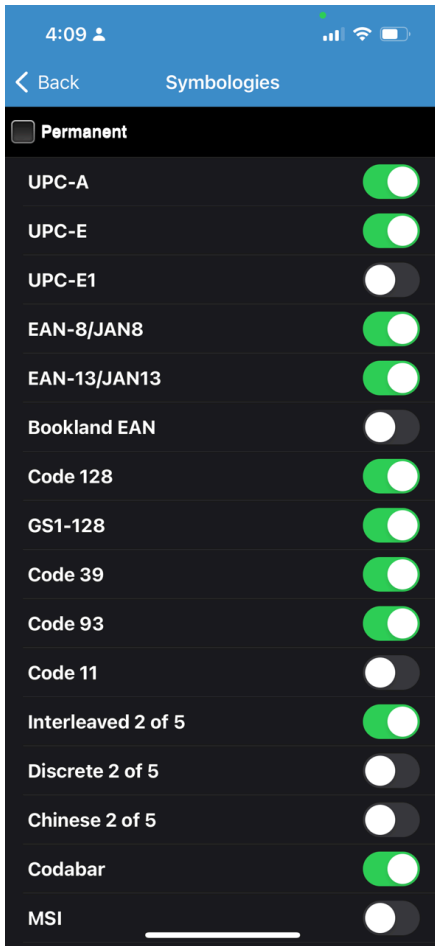 4:09
Back
Symbologies
Permanent
UPC-A
UPC-E
UPC-E1
EAN-8/JAN8
EAN-13/JAN13
Bookland EAN
Code 128
GS1-128
Code 39
Code 93
Code 11
Interleaved 2 of 5
Discrete 2 of 5
Chinese 2 of 5
Codabar
MSI